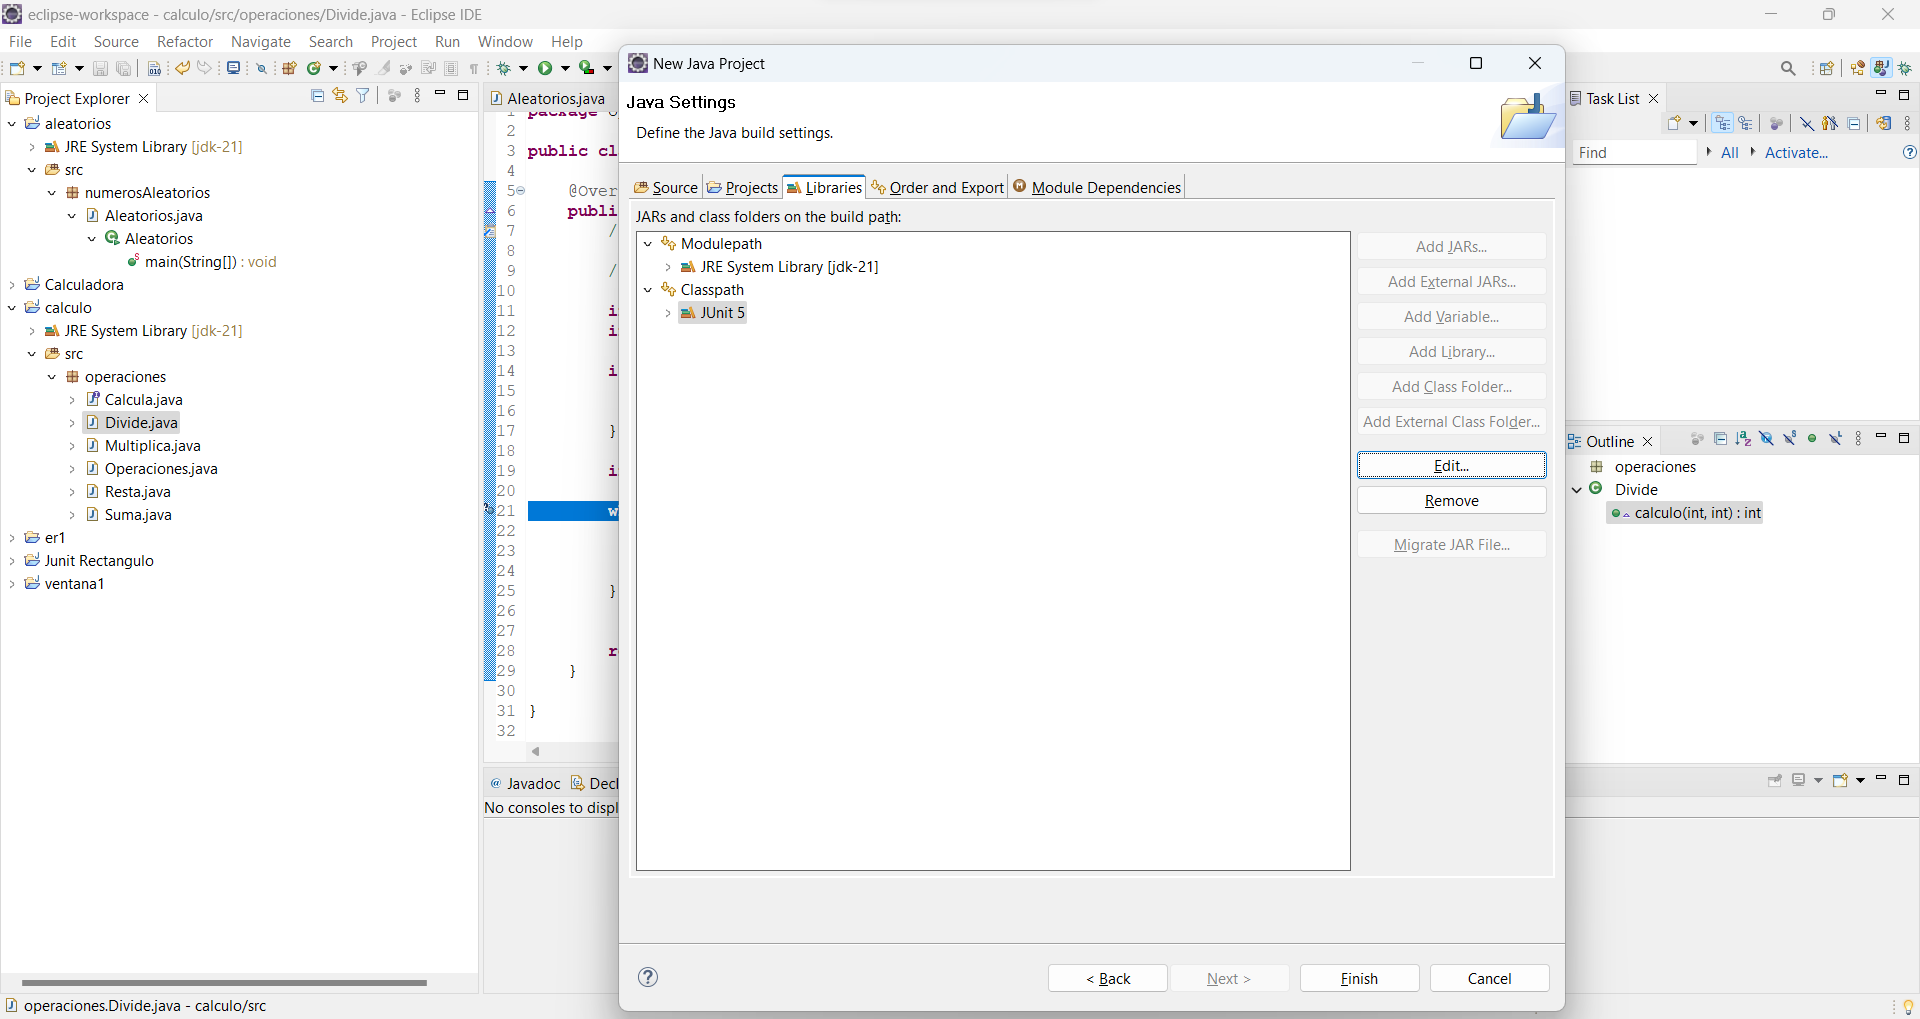 eclipse-workspace - calculo/src/operaciones/Divide.java - Eclipse IDE
File Edit Source Refactor Navigate Search Project Run Window Help
Project Explorer
aleatorios
JRE System Library [jdk-21]
src
numerosAleatorios
Aleatorios.java
Aleatorios
main(String[]) : void
Calculadora
calculo
JRE System Library [jdk-21]
src
operaciones
Calcula.java
Divide.java
Multiplica.java
Operaciones.java
Resta.java
Suma.java
er1
Junit Rectangulo
ventana1
Aleatorios.java
1 package
2
3 public cl
4
5 @Over
6 publi
7 /
8
9 /
10
11 i
12 i
13
14 i
15
16
17 }
18
19 i
20
21 w
22
23
24
25 }
26
27
28 r
29 }
30
31 }
32
@ Javadoc Decl
No consoles to displ
New Java Project
Java Settings
Define the Java build settings.
Source Projects Libraries Order and Export Module Dependencies
JARs and class folders on the build path:
Modulepath
JRE System Library [jdk-21]
Classpath
JUnit 5
Add JARs...
Add External JARs...
Add Variable...
Add Library...
Add Class Folder...
Add External Class Folder...
Edit...
Remove
Migrate JAR File...
< Back Next > Finish Cancel
Task List
Find All Activate...
Outline
operaciones
Divide
calculo(int, int) : int
operaciones.Divide.java - calculo/src